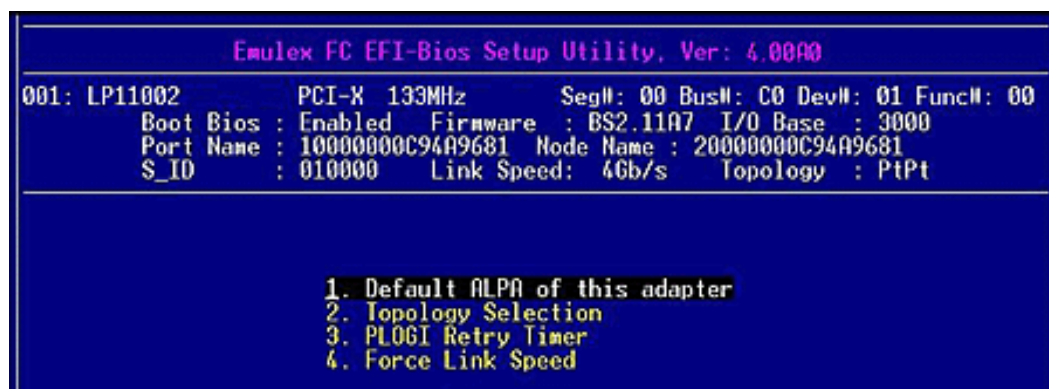 Emulex FC EFI-Bios Setup Utility, Ver: 4.00A0
001: LP11002 PCI-X 133MHz Seg#: 00 Bus#: C0 Dev#: 01 Func#: 00
Boot Bios : Enabled Firmware : BS2.11A7 I/O Base : 3000
Port Name : 10000000C94A9681 Node Name : 20000000C94A9681
S_ID : 010000 Link Speed: 4Gb/s Topology : PtPt
1. Default ALPA of this adapter
2. Topology Selection
3. PLOGI Retry Timer
4. Force Link Speed